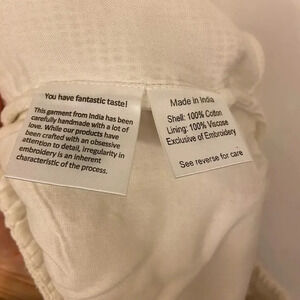 You have fantastic taste!
This garment from India has been
carefully handmade with a lot of
love. While our products have
been crafted with an obsessive
attention to detail, irregularity in
embroidery is an inherent
characteristic of the process.
Made in India
Shell: 100% Cotton
Lining: 100% Viscose
Exclusive of Embroidery
See reverse for care